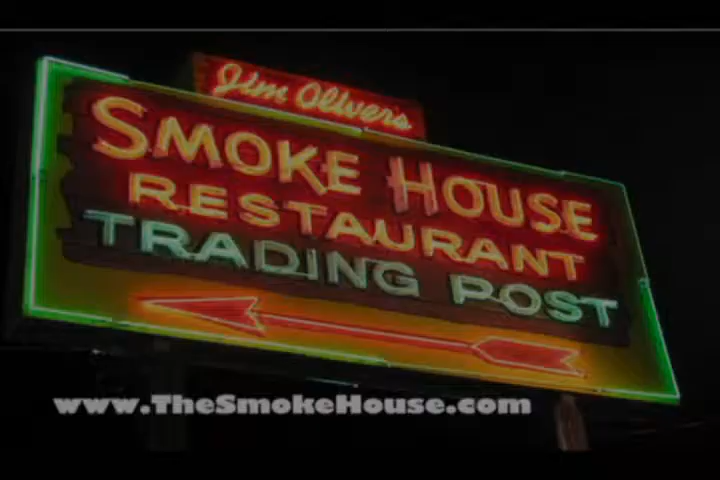 Jim Oliver's
SMOKE HOUSE
RESTAURANT
TRADING POST
www.TheSmokeHouse.com